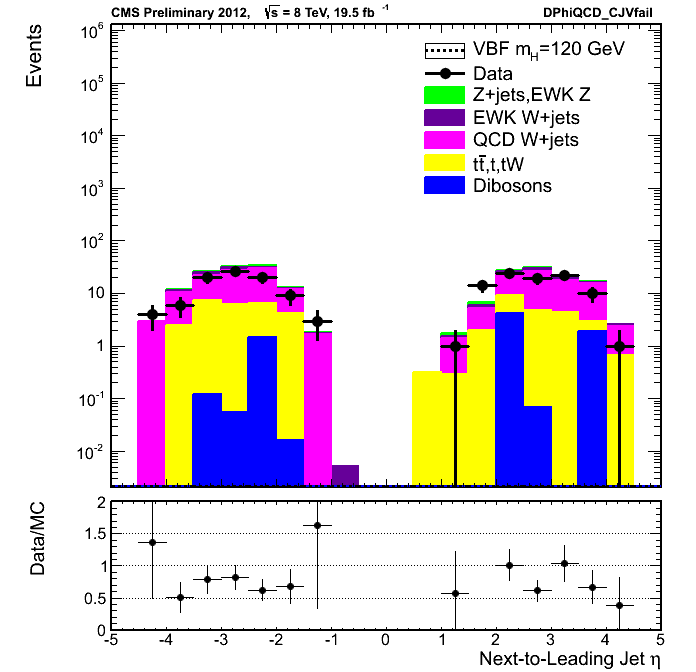 CMS Preliminary 2012, √s = 8 TeV, 19.5 fb⁻¹ DPhiQCD_CJVfail
Events
10⁶
10⁵
10⁴
10³
10²
10
1
10⁻¹
10⁻²
VBF m_H=120 GeV
Data
Z+jets,EWK Z
EWK W+jets
QCD W+jets
tt̄,t,tW
Dibosons
Data/MC
2
1.5
1
0.5
0
-5 -4 -3 -2 -1 0 1 2 3 4 5
Next-to-Leading Jet η